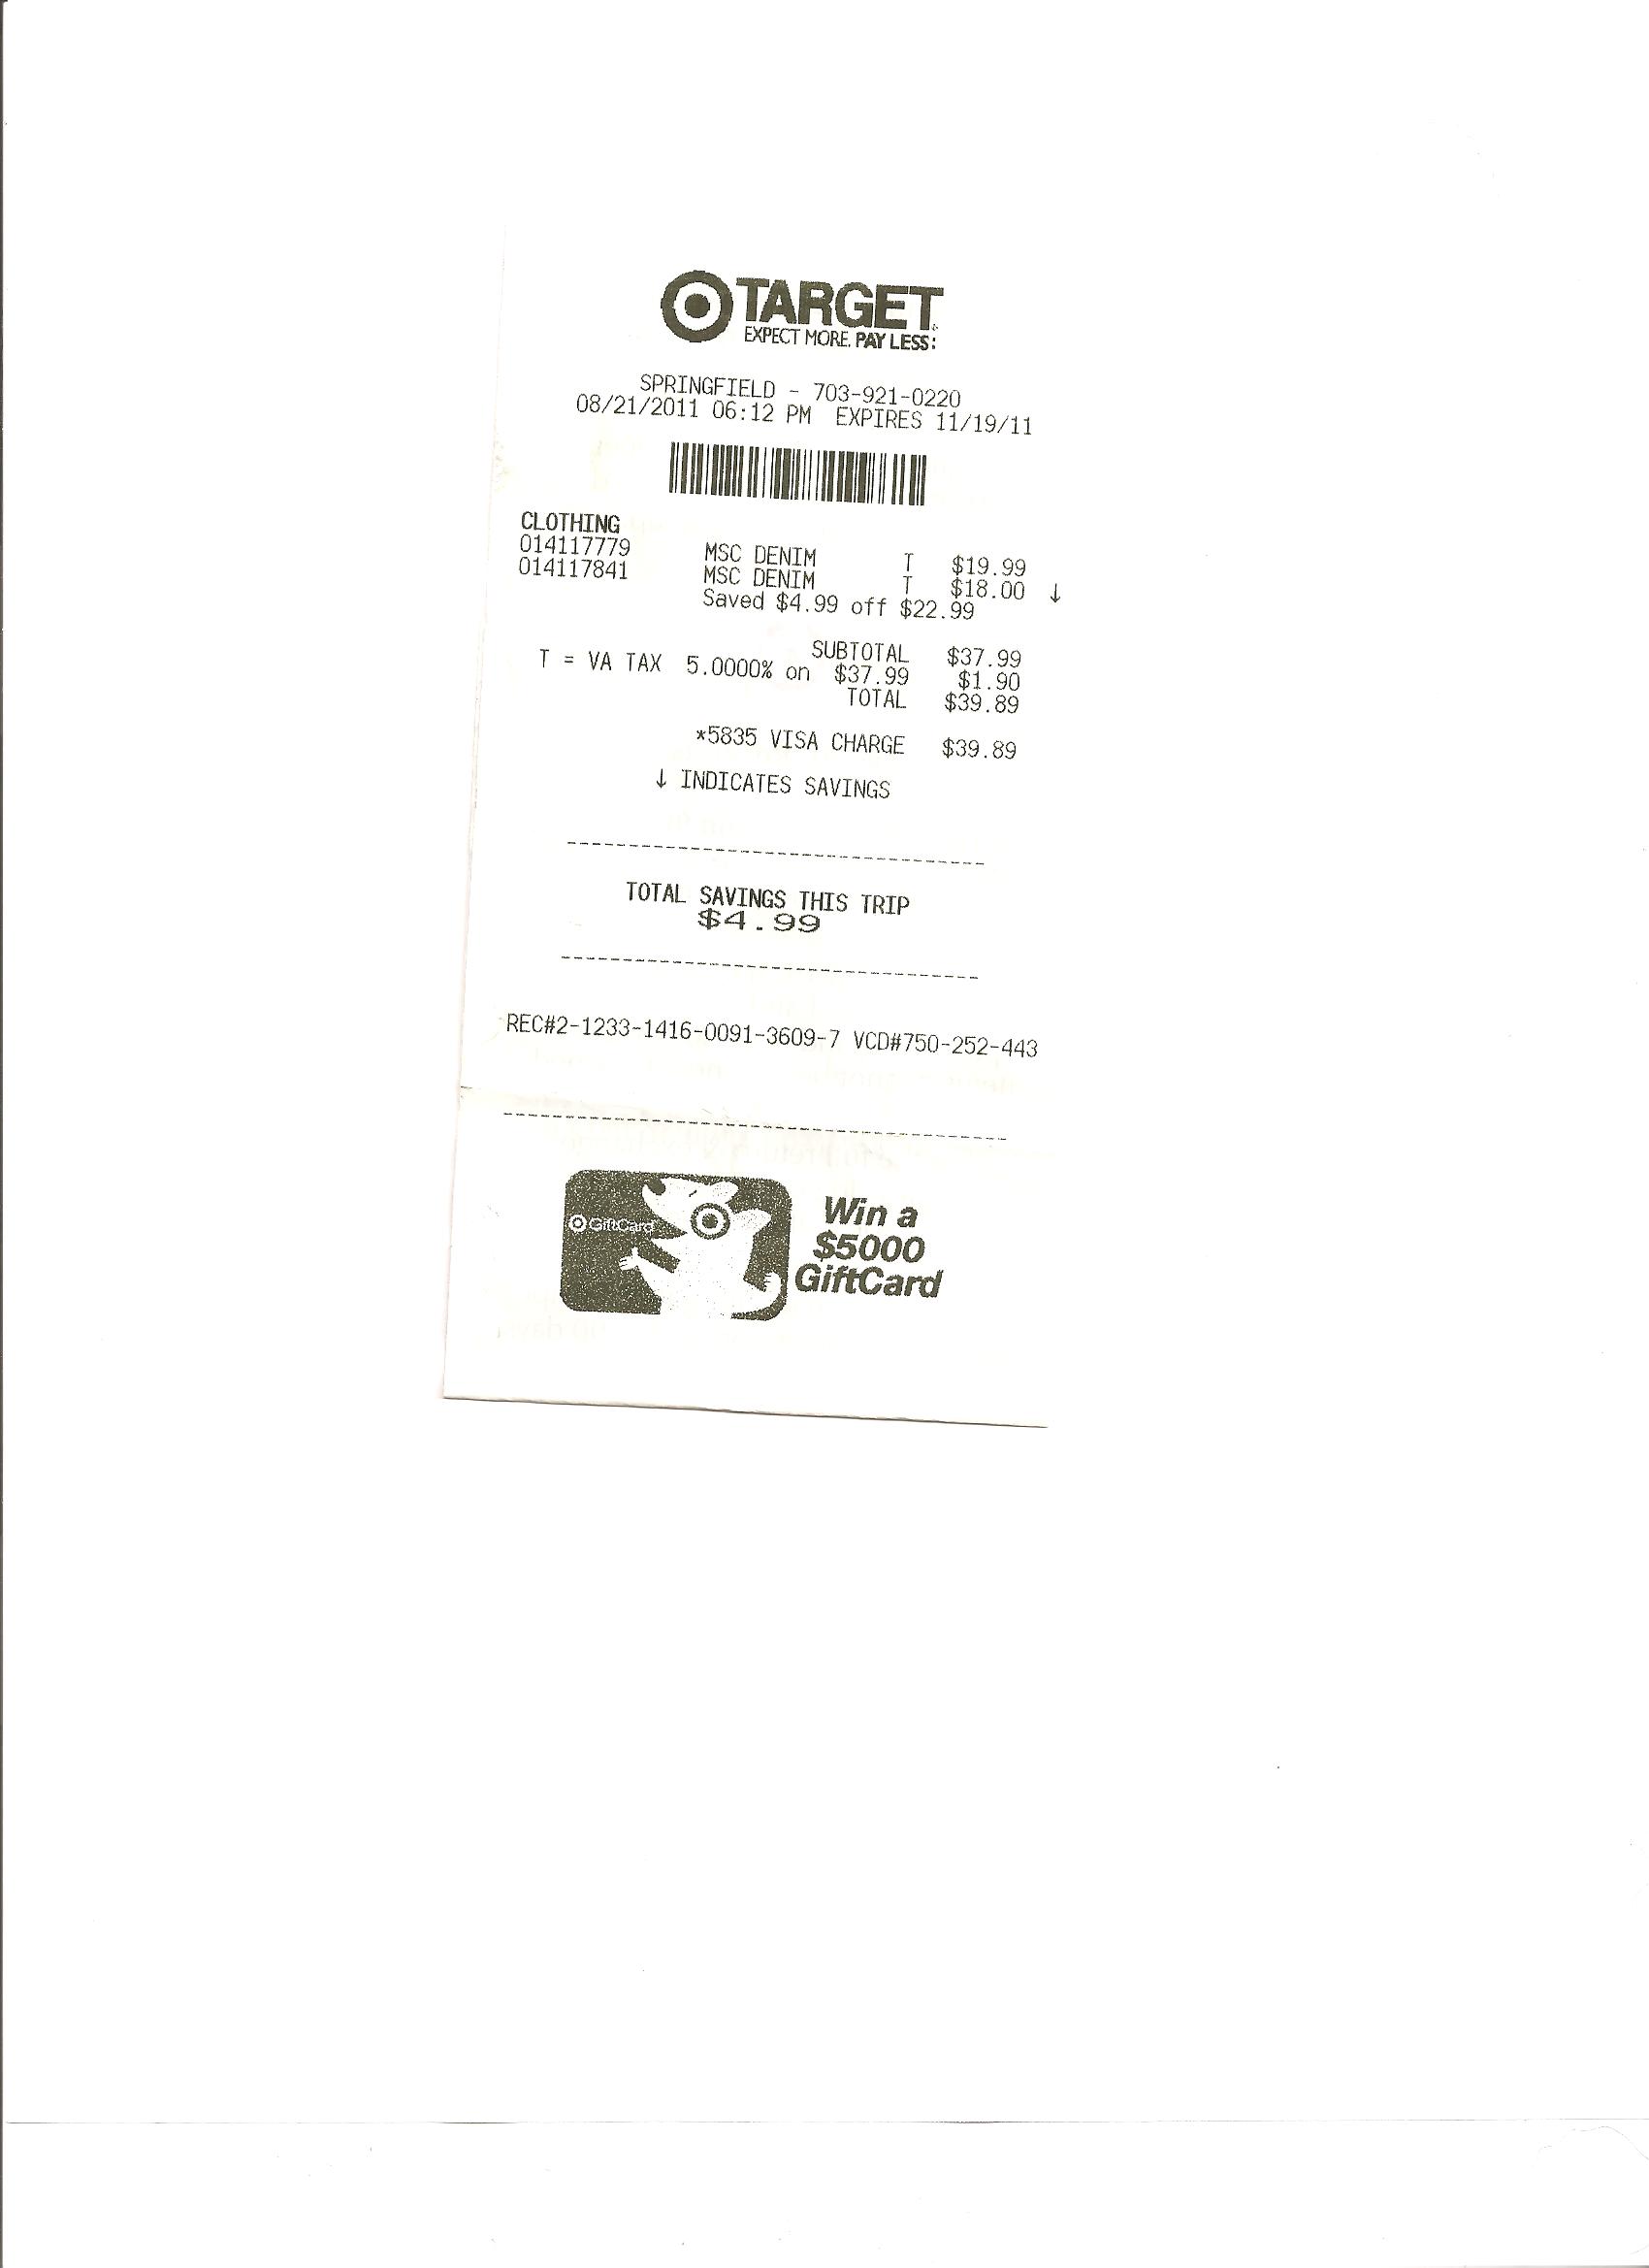 TARGET
EXPECT MORE. PAY LESS.
SPRINGFIELD - 703-921-0220
08/21/2011 06:12 PM EXPIRES 11/19/11
CLOTHING
014117779 MSC DENIM T $19.99
014117841 MSC DENIM T $18.00 ↓
Saved $4.99 off $22.99
SUBTOTAL $37.99
T = VA TAX 5.0000% on $37.99 $1.90
TOTAL $39.89
*5835 VISA CHARGE $39.89
↓ INDICATES SAVINGS
TOTAL SAVINGS THIS TRIP
$4.99
REC#2-1233-1416-0091-3609-7 VCD#750-252-443
GiftCard
Win a
$5000
GiftCard